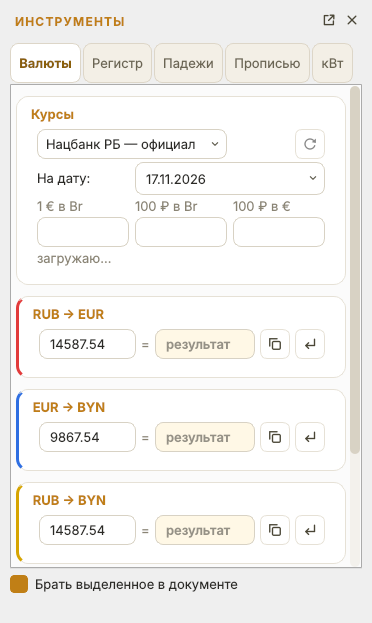 ИНСТРУМЕНТЫ
Валюты Регистр Падежи Прописью кВт
Курсы
Нацбанк РБ — официал
На дату: 17.11.2026
1 € в Br 100 ₽ в Br 100 ₽ в €
загружаю...
RUB → EUR
14587.54 = результат
EUR → BYN
9867.54 = результат
RUB → BYN
14587.54 = результат
Брать выделенное в документе